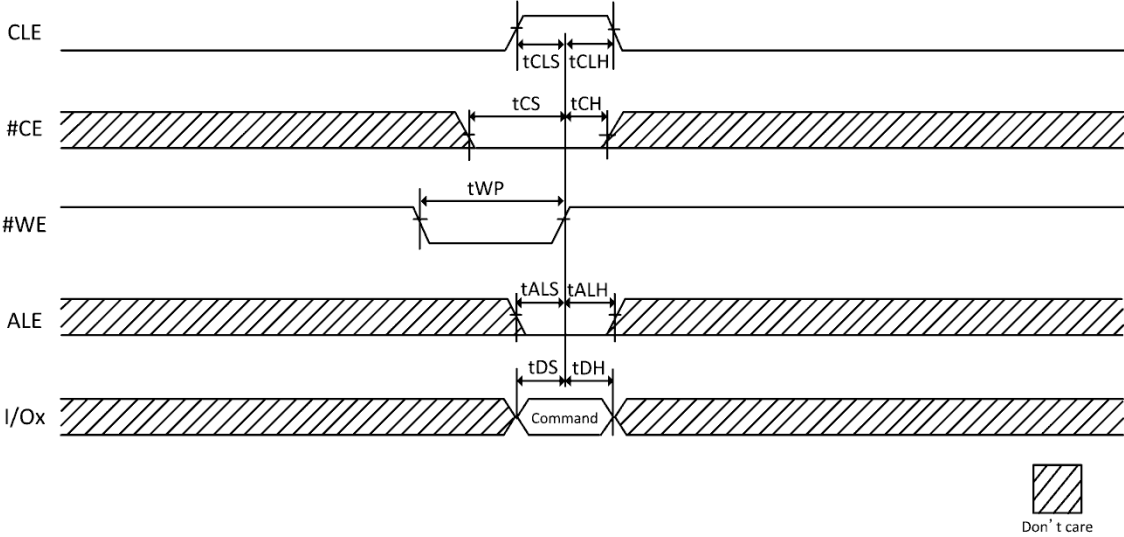 CLE
tCLS tCLH
#CE
tCS tCH
#WE
tWP
ALE
tALS tALH
I/Ox
tDS tDH
Command
Don't care